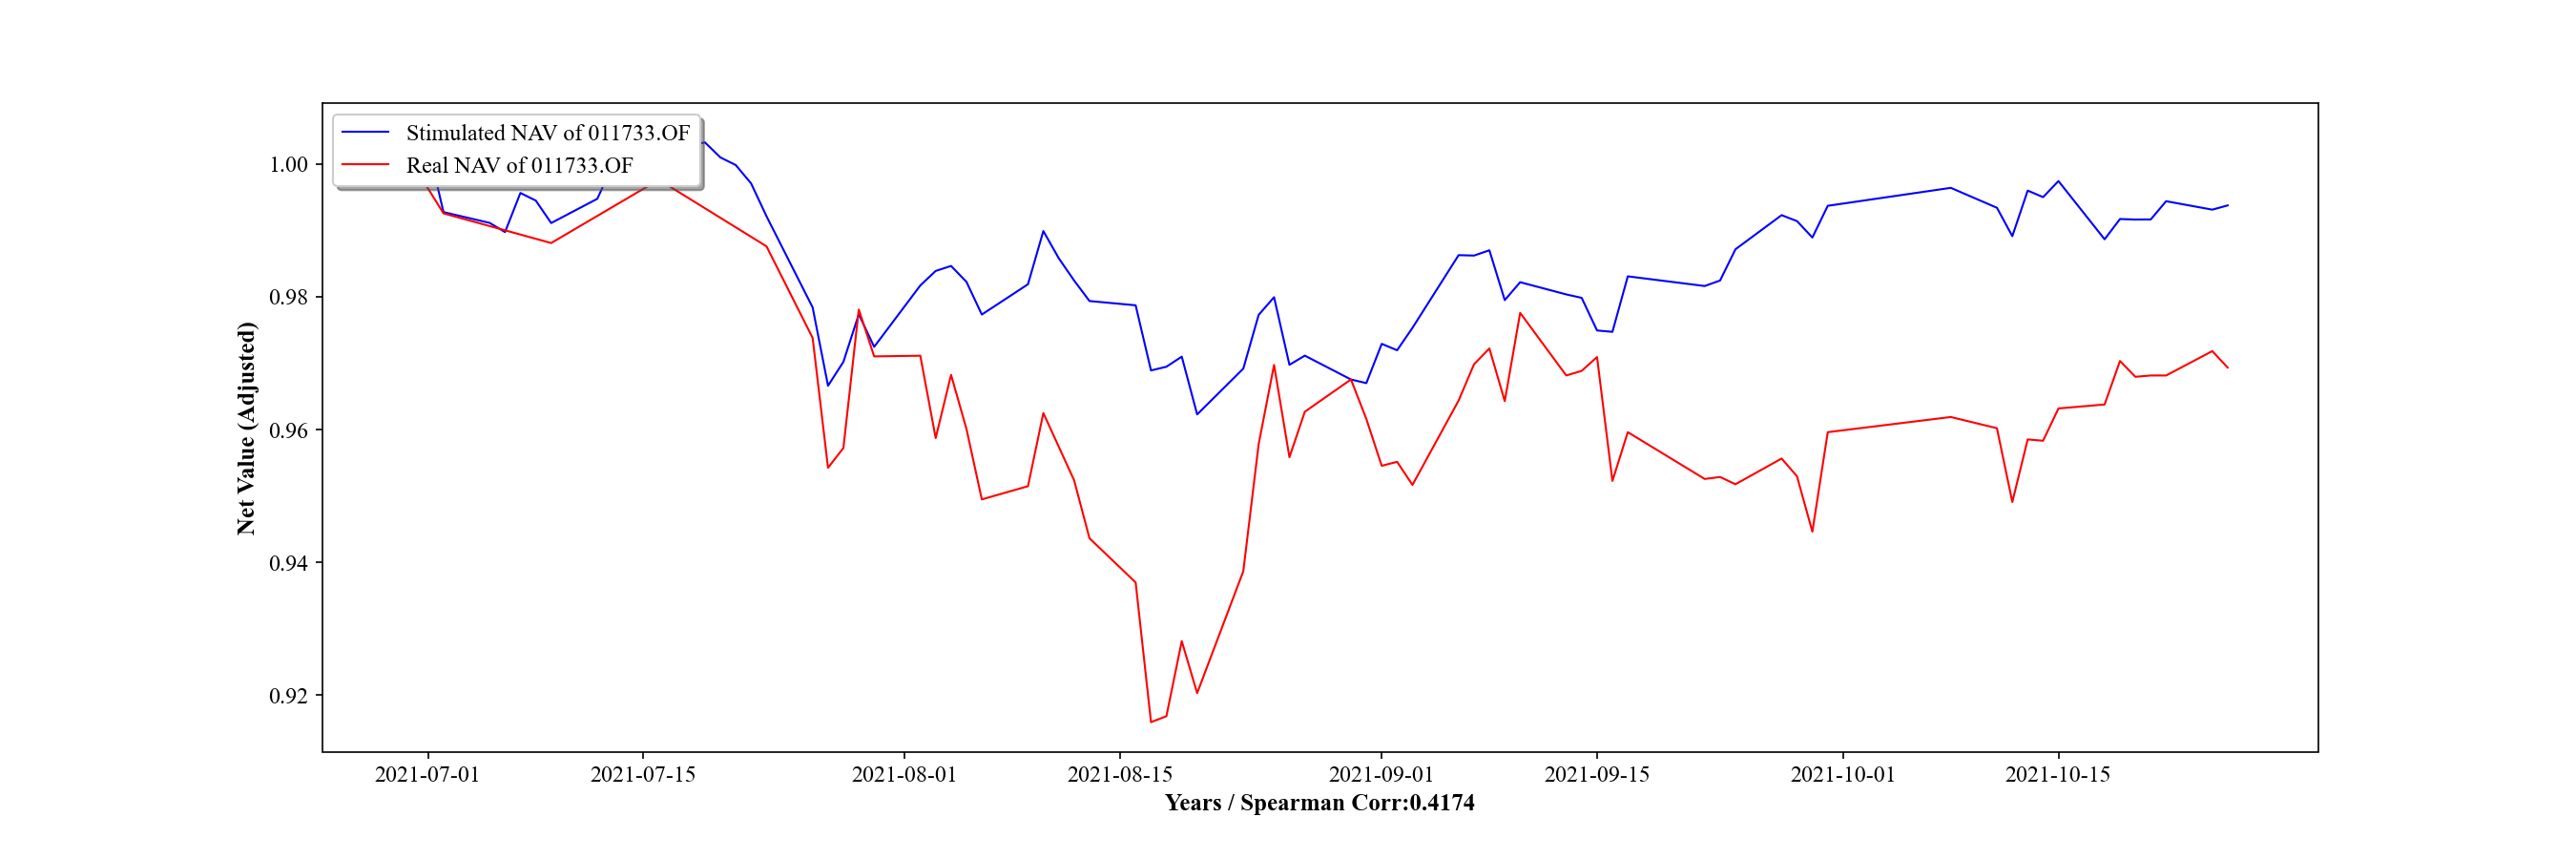 Stimulated NAV of 011733.OF
Real NAV of 011733.OF
Net Value (Adjusted)
1.00
0.98
0.96
0.94
0.92
2021-07-01 2021-07-15 2021-08-01 2021-08-15 2021-09-01 2021-09-15 2021-10-01 2021-10-15
Years / Spearman Corr:0.4174